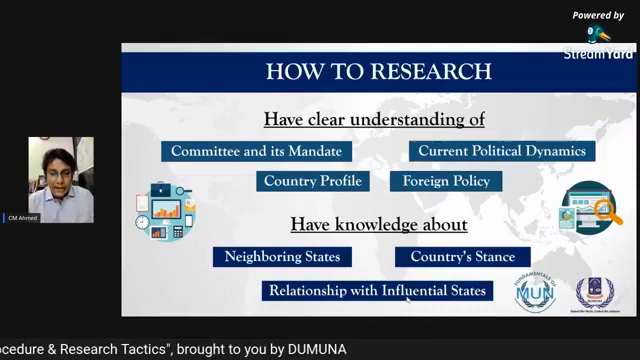 Powered by
StreamYard
HOW TO RESEARCH
Have clear understanding of
Committee and its Mandate
Current Political Dynamics
Country Profile
Foreign Policy
Have knowledge about
Neighboring States
Country's Stance
Relationship with Influential States
CM Ahmed
FUNDAMENTALS OF
MUN
cedure & Research Tactics", brought to you by DUMUNA